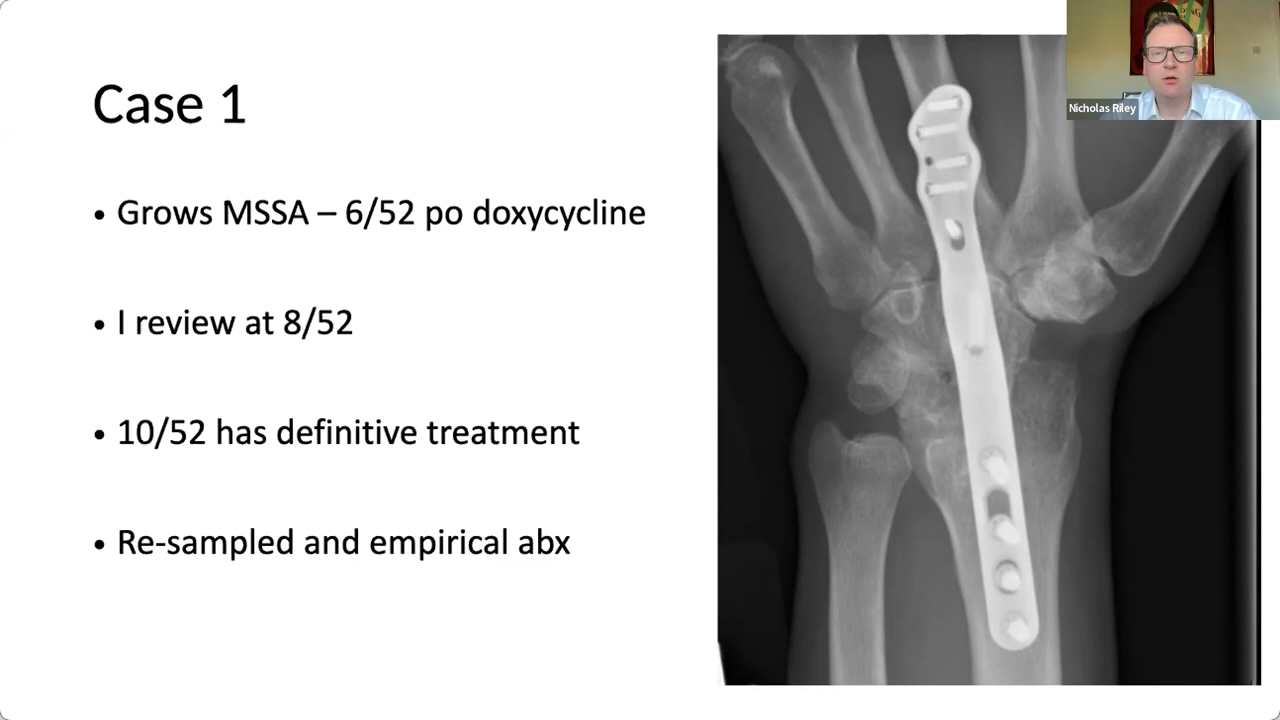 Case 1
• Grows MSSA – 6/52 po doxycycline
• I review at 8/52
• 10/52 has definitive treatment
• Re-sampled and empirical abx
Nicholas Riley